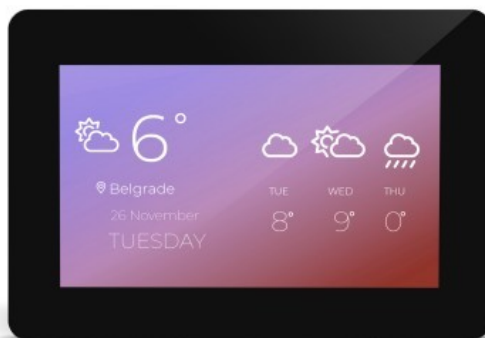 6°
Belgrade
26 November
TUESDAY
TUE WED THU
8° 9° 0°